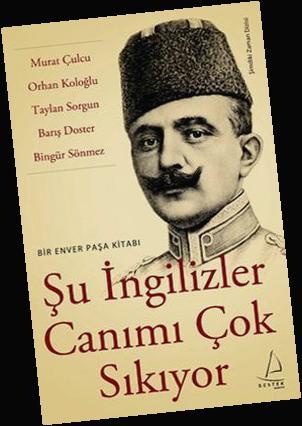 Murat Çulcu
Orhan Koloğlu
Taylan Sorgun
Barış Doster
Bingür Sönmez
Şimdiki Zaman Dizisi
BİR ENVER PAŞA KİTABI
Şu İngilizler
Canımı Çok
Sıkıyor
DESTEK